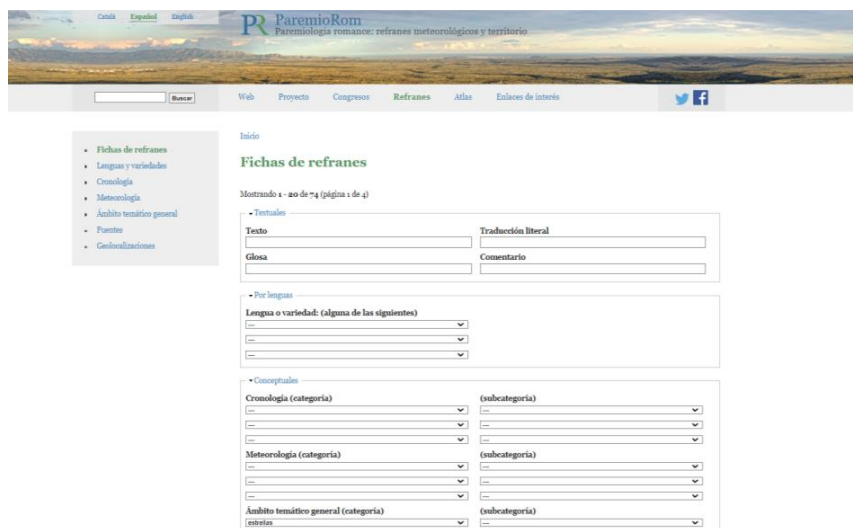 Català Español English
ParemioRom
Paremiología romance: refranes meteorológicos y territorio
Buscar
Web Proyecto Congresos Refranes Atlas Enlaces de interés
Fichas de refranes
Lenguas y variedades
Cronología
Meteorología
Ámbito temático general
Fuentes
Geolocalizaciones
Inicio
Fichas de refranes
Mostrando 1 - 20 de 74 (página 1 de 4)
Textuales
Texto Traducción literal
Glosa Comentario
Por lenguas
Lengua o variedad: (alguna de las siguientes)
---
---
---
Conceptuales
Cronología (categoría) (subcategoría)
--- ---
--- ---
--- ---
Meteorología (categoría) (subcategoría)
--- ---
--- ---
--- ---
Ámbito temático general (categoría) (subcategoría)
estrellas ---